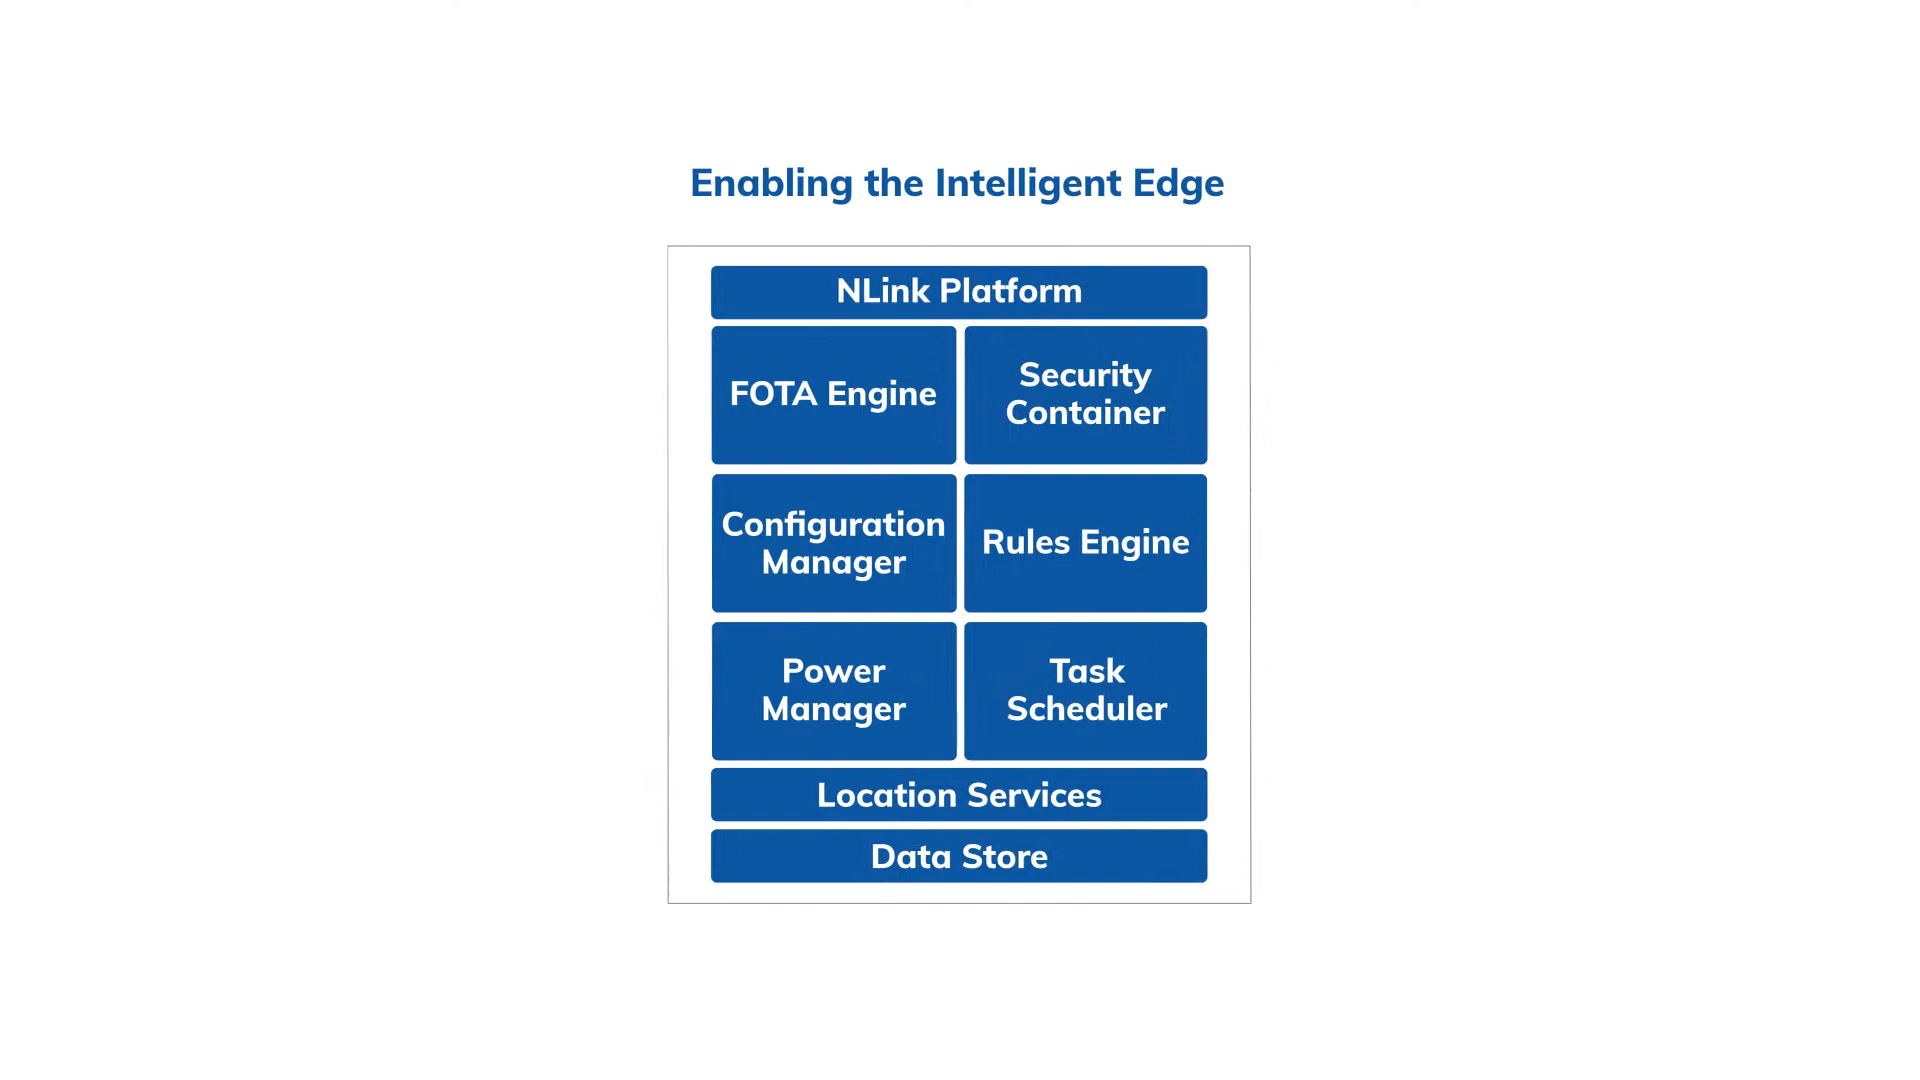 Enabling the Intelligent Edge
NLink Platform
FOTA Engine
Security
Container
Configuration
Manager
Rules Engine
Power
Manager
Task
Scheduler
Location Services
Data Store